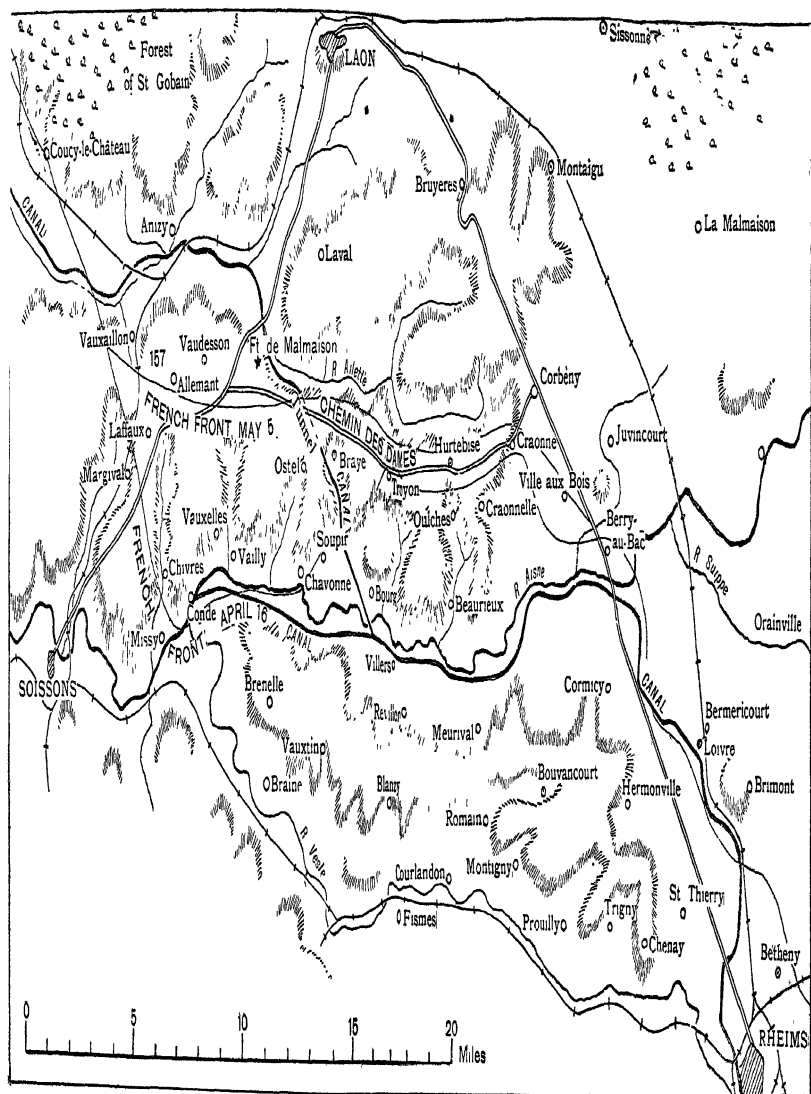 Forest
of St Gobain
LAON
Sissonne
Coucy-le-Château
Montaigu
Bruyeres
CANAL
Anizy
La Malmaison
Laval
Vauxaillon
157
Vaudesson
Ft de Malmaison
R Ailette
Allemant
Corbèny
FRENCH FRONT MAY 5
CHEMIN DES DAMES
Laffaux
Tunnel
Hurtebise
Craonne
Juvincourt
Margival
Ostel
Braye
CANAL
Troyon
Ville aux Bois
Vauxelles
Oulches
Craonnelle
Berry-
au-Bac
FRENCH
Vailly
Soupir
Chivres
Chavonne
R Aisne
R Suippe
Conde
Bourg
Beaurieux
Orainville
FRONT APRIL 16
CANAL
Missy
Villers
SOISSONS
Brenelle
Cormicy
CANAL
Revillon
Meurival
Bermericourt
Loivre
Vauxtin
Braine
Blanzy
Bouvancourt
Hermonville
Brimont
Romain
R Vesle
Courlandon
Montigny
St Thierry
Fismes
Prouilly
Trigny
Chenay
Betheny
0 5 10 15 20
Miles
RHEIMS